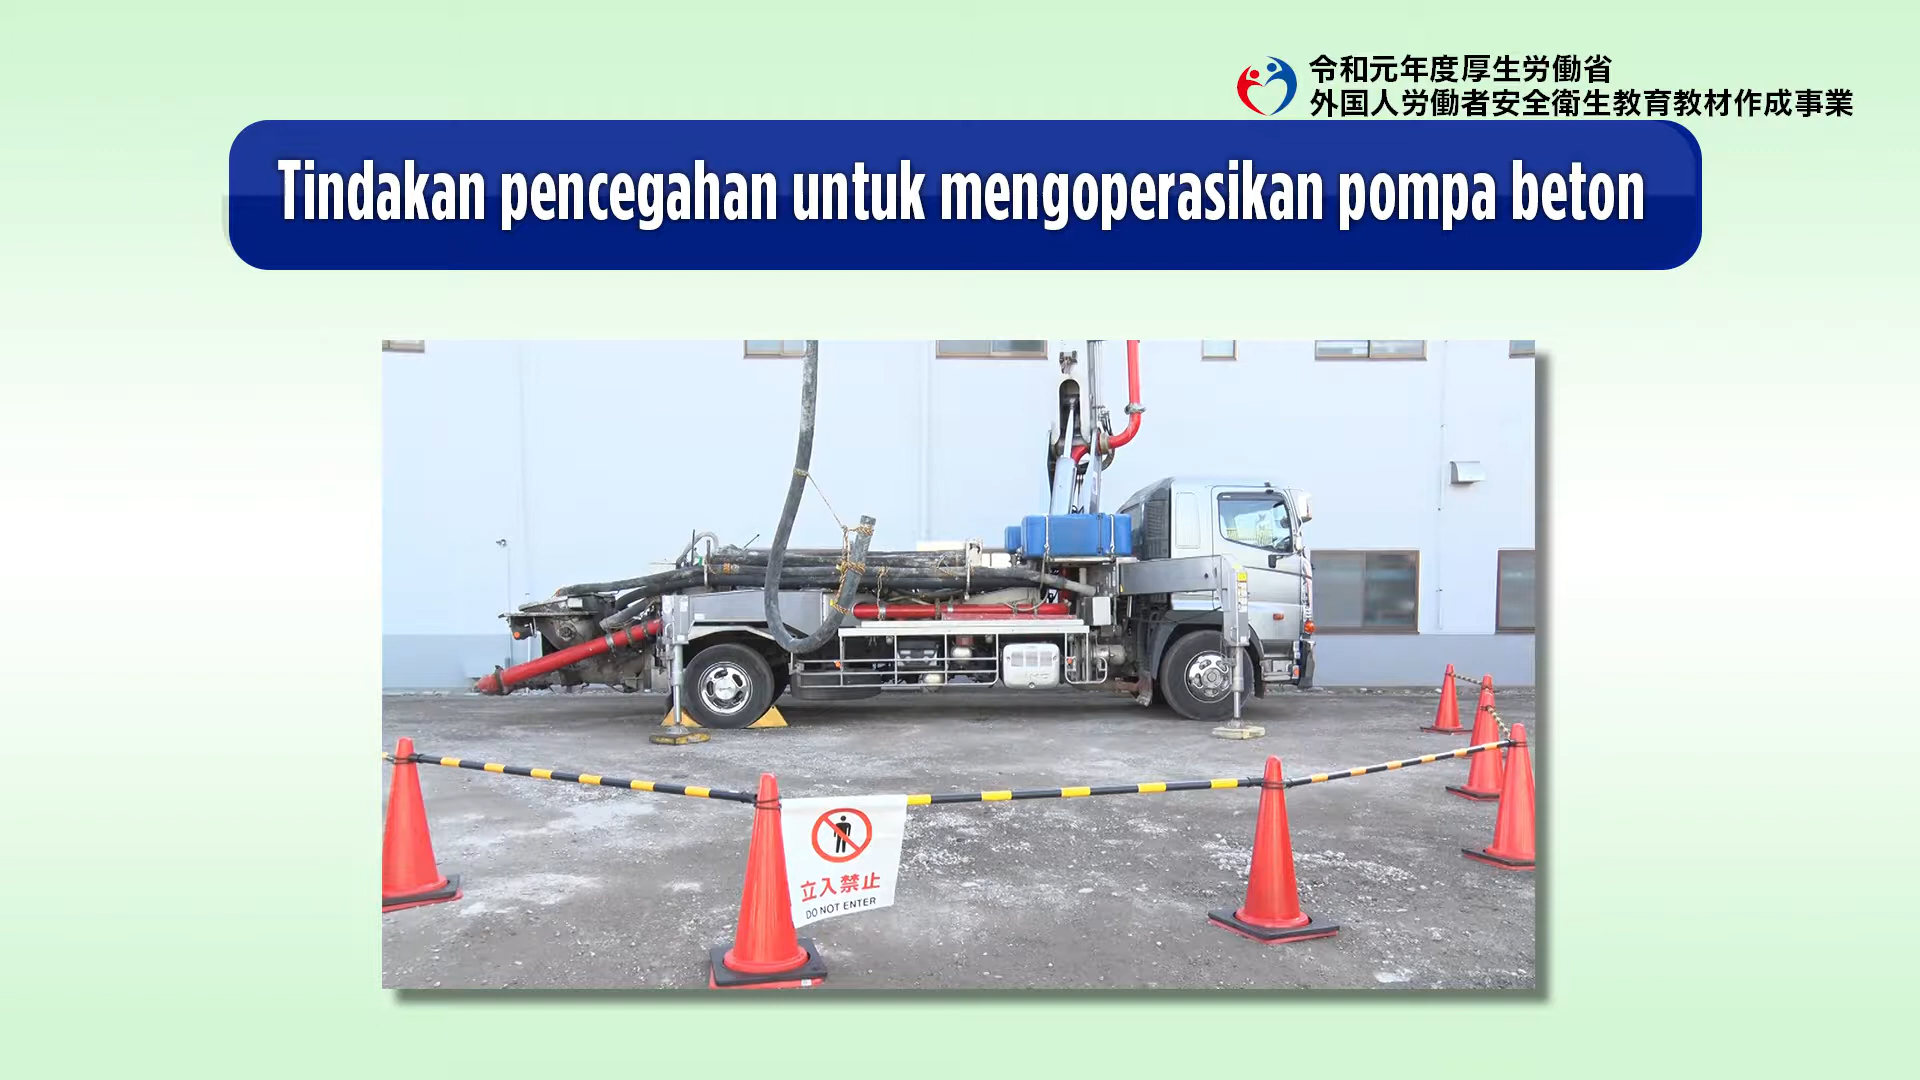 令和元年度厚生労働省
外国人労働者安全衛生教育教材作成事業
Tindakan pencegahan untuk mengoperasikan pompa beton
立入禁止
DO NOT ENTER